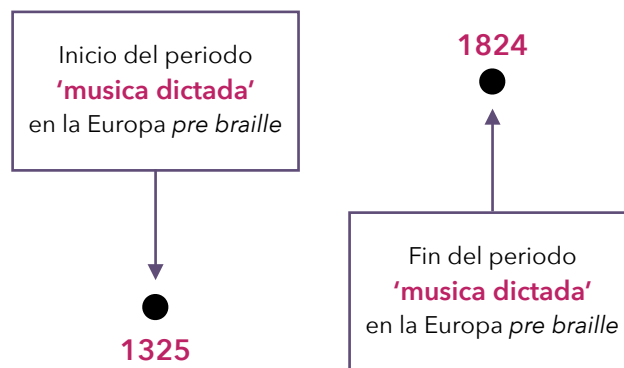 Inicio del periodo
‘musica dictada’
en la Europa pre braille
1325
1824
Fin del periodo
‘musica dictada’
en la Europa pre braille